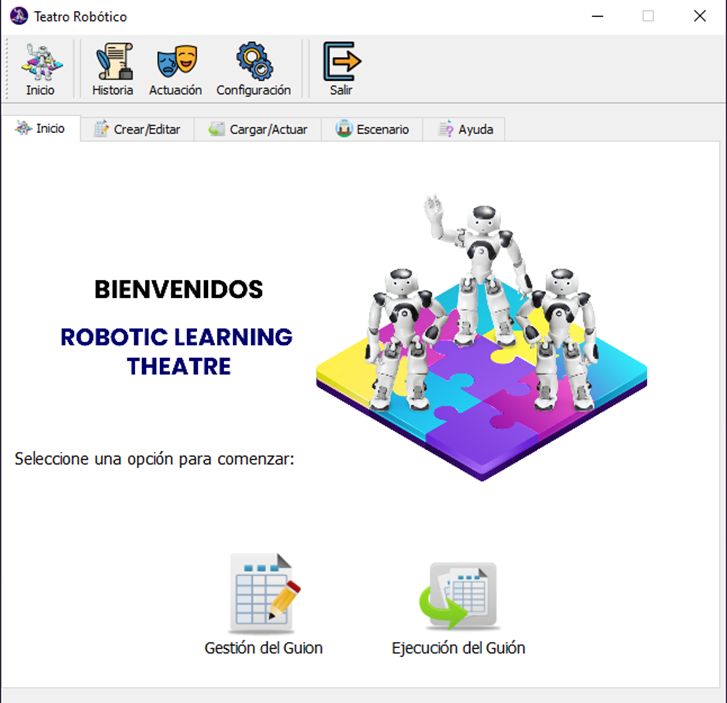 Teatro Robótico
Inicio Historia Actuación Configuración Salir
Inicio Crear/Editar Cargar/Actuar Escenario Ayuda
BIENVENIDOS
ROBOTIC LEARNING
THEATRE
Seleccione una opción para comenzar:
Gestión del Guion Ejecución del Guión